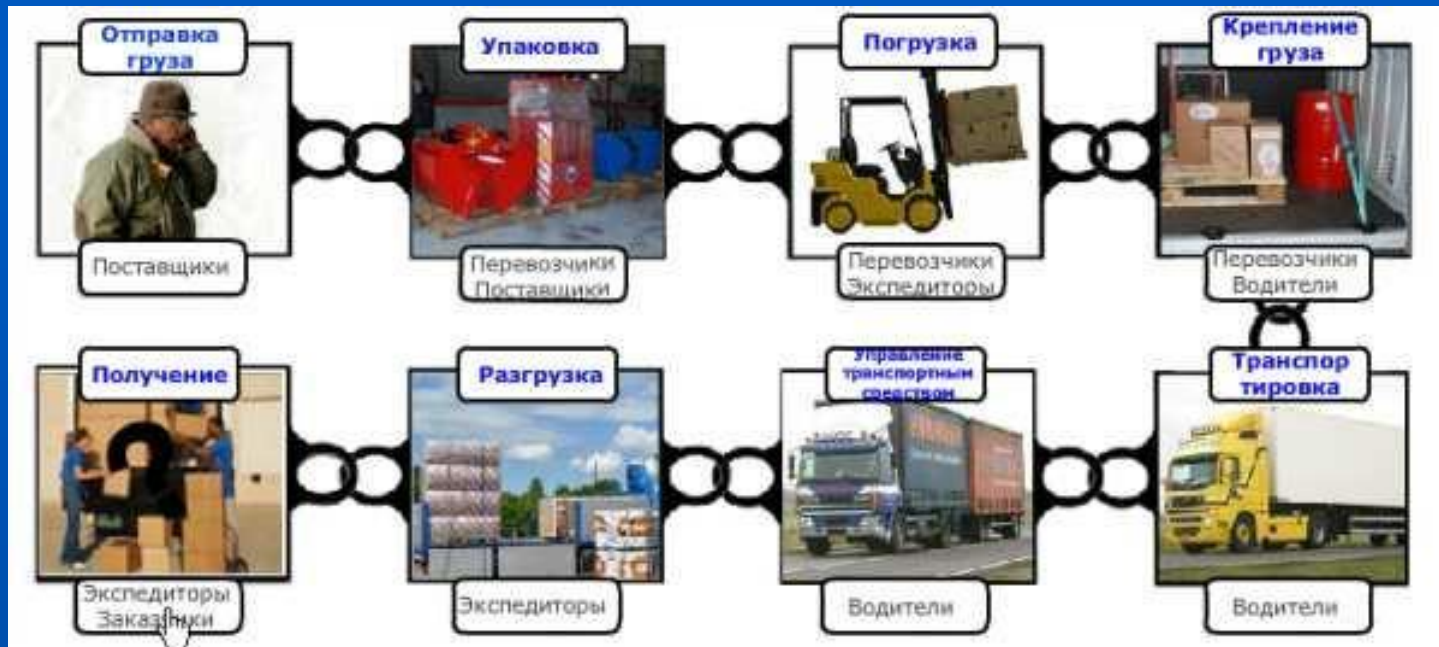 Отправка
груза
Поставщики
Упаковка
Перевозчики
Поставщики
Погрузка
Перевозчики
Экспедиторы
Крепление
груза
Перевозчики
Водители
Транспор
тировка
Водители
Управление
транспортным
средством
Водители
Разгрузка
Экспедиторы
Получение
Экспедиторы
Заказчики